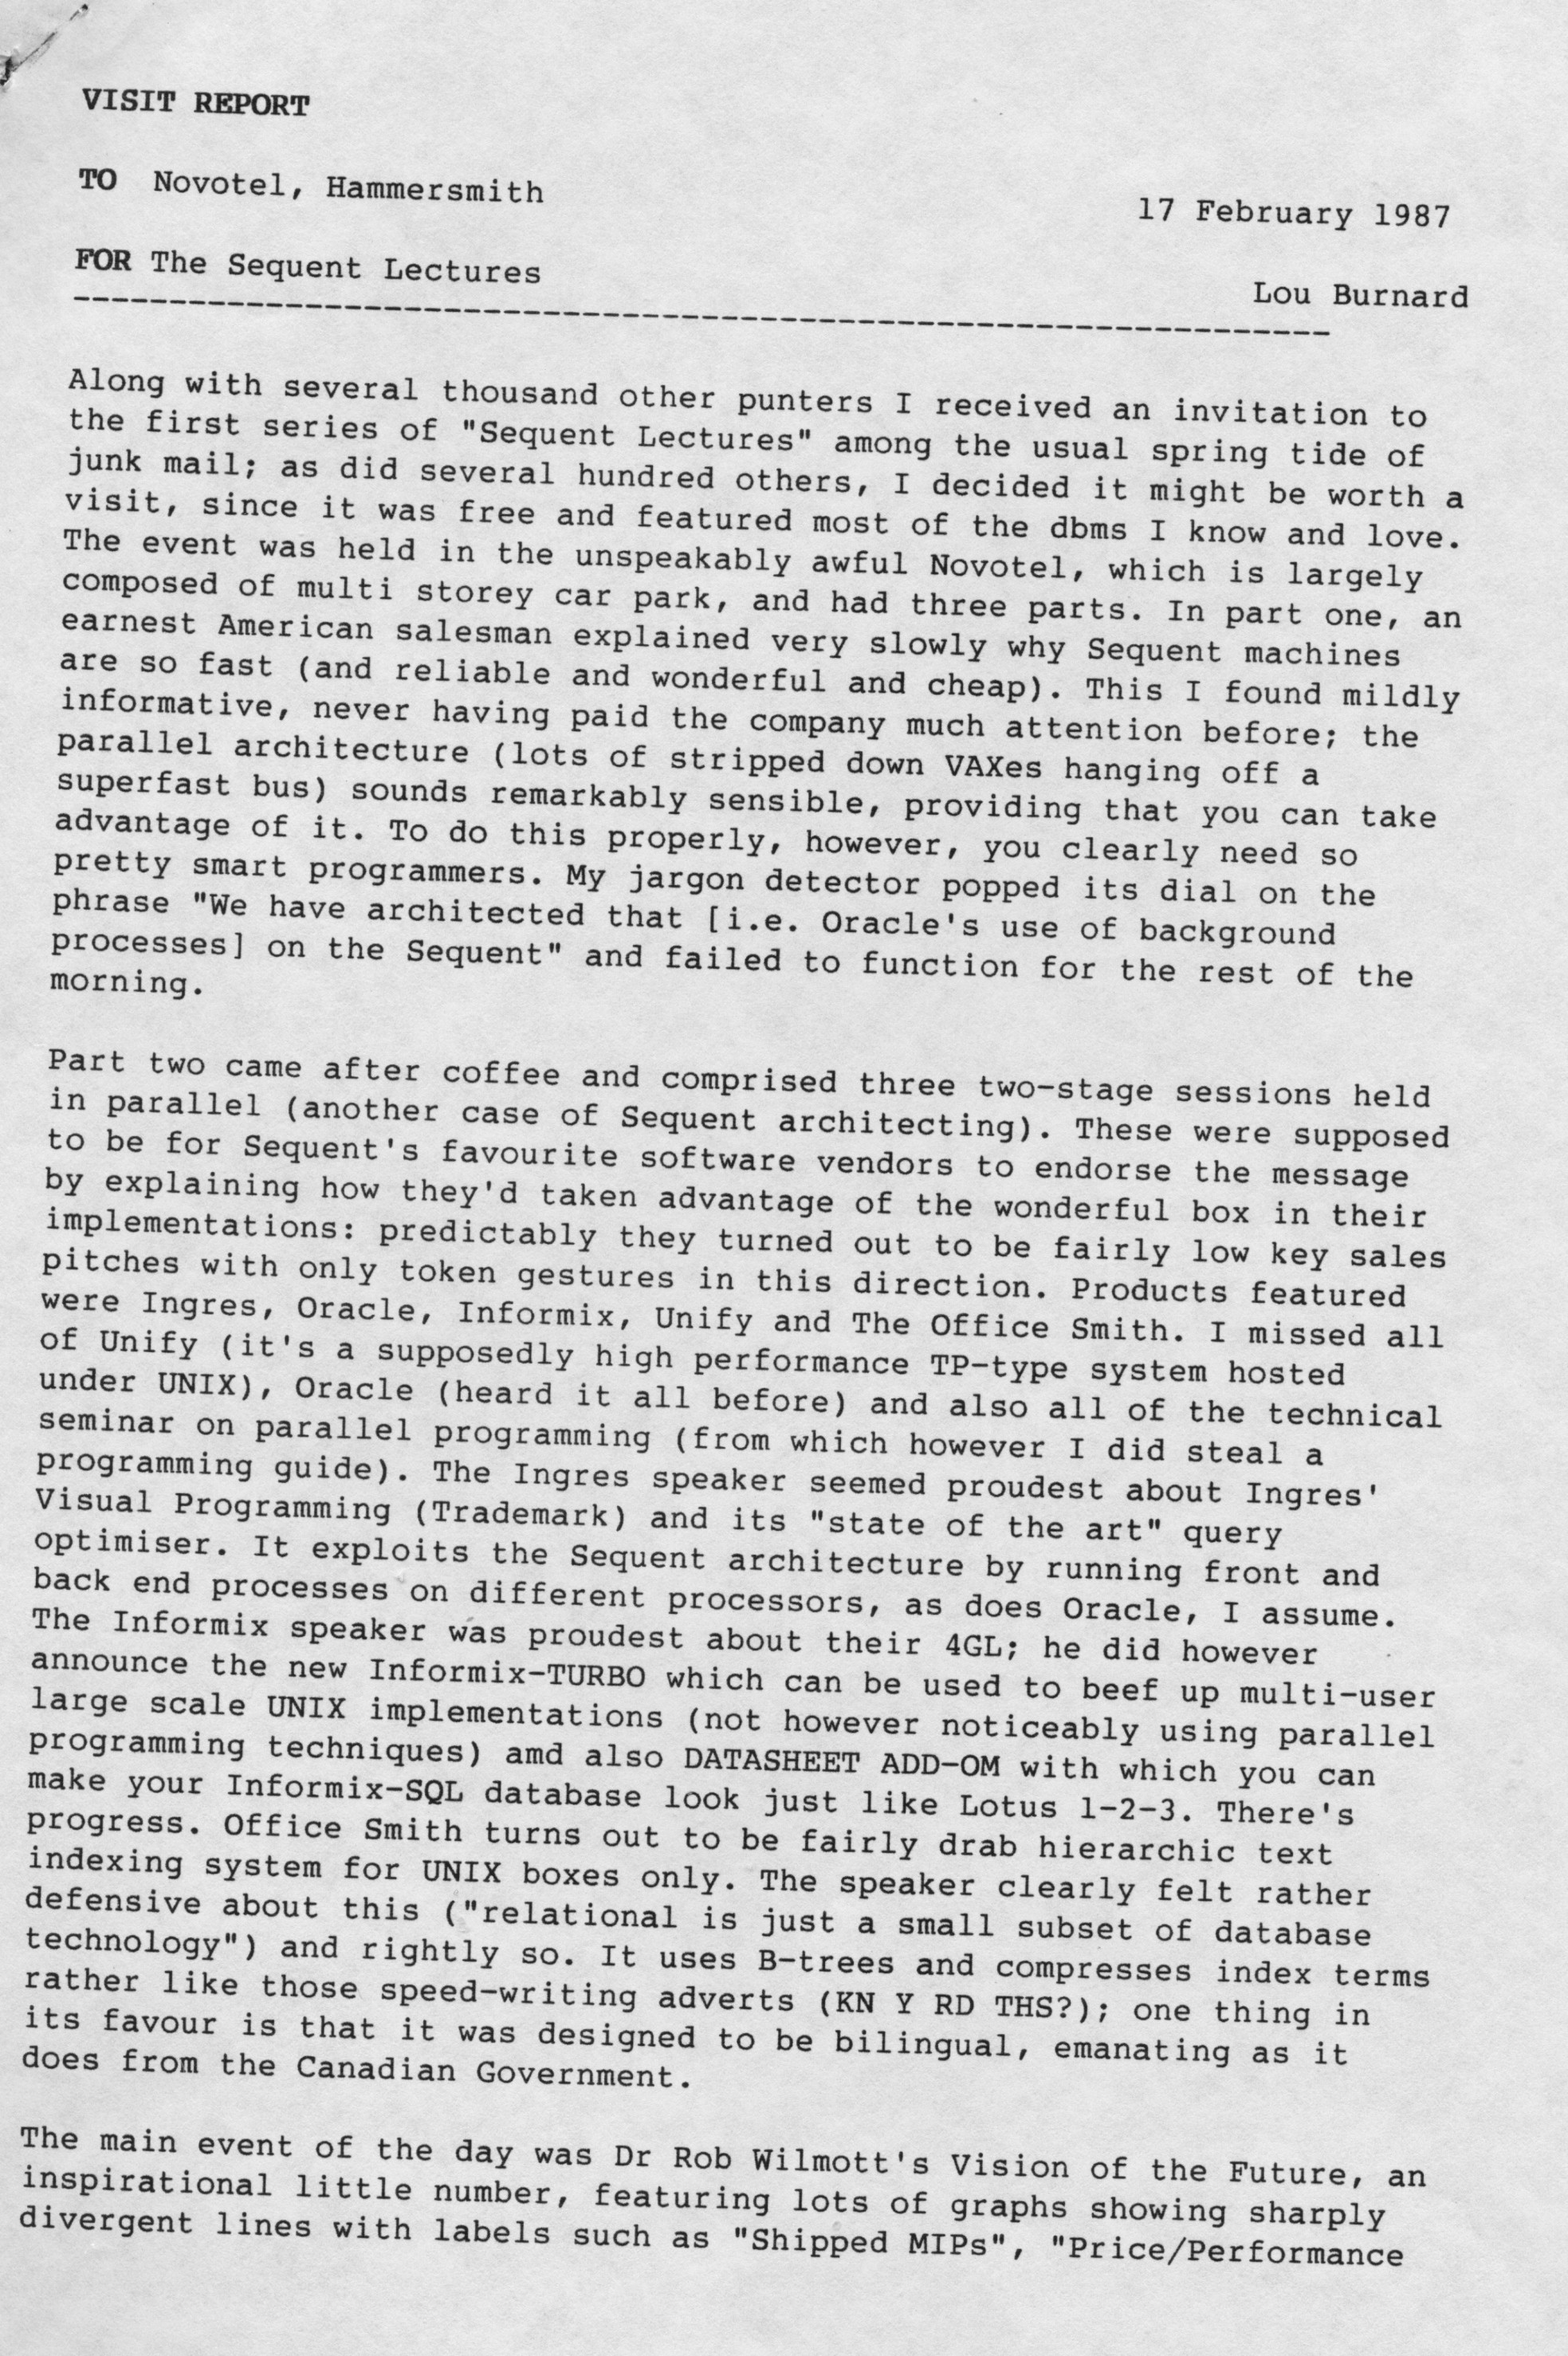 VISIT REPORT
TO Novotel, Hammersmith
17 February 1987
FOR The Sequent Lectures
Lou Burnard
-----------------------------------------------------------------
Along with several thousand other punters I received an invitation to
the first series of "Sequent Lectures" among the usual spring tide of
junk mail; as did several hundred others, I decided it might be worth a
visit, since it was free and featured most of the dbms I know and love.
The event was held in the unspeakably awful Novotel, which is largely
composed of multi storey car park, and had three parts. In part one, an
earnest American salesman explained very slowly why Sequent machines
are so fast (and reliable and wonderful and cheap). This I found mildly
informative, never having paid the company much attention before; the
parallel architecture (lots of stripped down VAXes hanging off a
superfast bus) sounds remarkably sensible, providing that you can take
advantage of it. To do this properly, however, you clearly need so
pretty smart programmers. My jargon detector popped its dial on the
phrase "We have architected that [i.e. Oracle's use of background
processes] on the Sequent" and failed to function for the rest of the
morning.
Part two came after coffee and comprised three two-stage sessions held
in parallel (another case of Sequent architecting). These were supposed
to be for Sequent's favourite software vendors to endorse the message
by explaining how they'd taken advantage of the wonderful box in their
implementations: predictably they turned out to be fairly low key sales
pitches with only token gestures in this direction. Products featured
were Ingres, Oracle, Informix, Unify and The Office Smith. I missed all
of Unify (it's a supposedly high performance TP-type system hosted
under UNIX), Oracle (heard it all before) and also all of the technical
seminar on parallel programming (from which however I did steal a
programming guide). The Ingres speaker seemed proudest about Ingres'
Visual Programming (Trademark) and its "state of the art" query
optimiser. It exploits the Sequent architecture by running front and
back end processes on different processors, as does Oracle, I assume.
The Informix speaker was proudest about their 4GL; he did however
announce the new Informix-TURBO which can be used to beef up multi-user
large scale UNIX implementations (not however noticeably using parallel
programming techniques) amd also DATASHEET ADD-OM with which you can
make your Informix-SQL database look just like Lotus 1-2-3. There's
progress. Office Smith turns out to be fairly drab hierarchic text
indexing system for UNIX boxes only. The speaker clearly felt rather
defensive about this ("relational is just a small subset of database
technology") and rightly so. It uses B-trees and compresses index terms
rather like those speed-writing adverts (KN Y RD THS?); one thing in
its favour is that it was designed to be bilingual, emanating as it
does from the Canadian Government.
The main event of the day was Dr Rob Wilmott's Vision of the Future, an
inspirational little number, featuring lots of graphs showing sharply
divergent lines with labels such as "Shipped MIPs", "Price/Performance